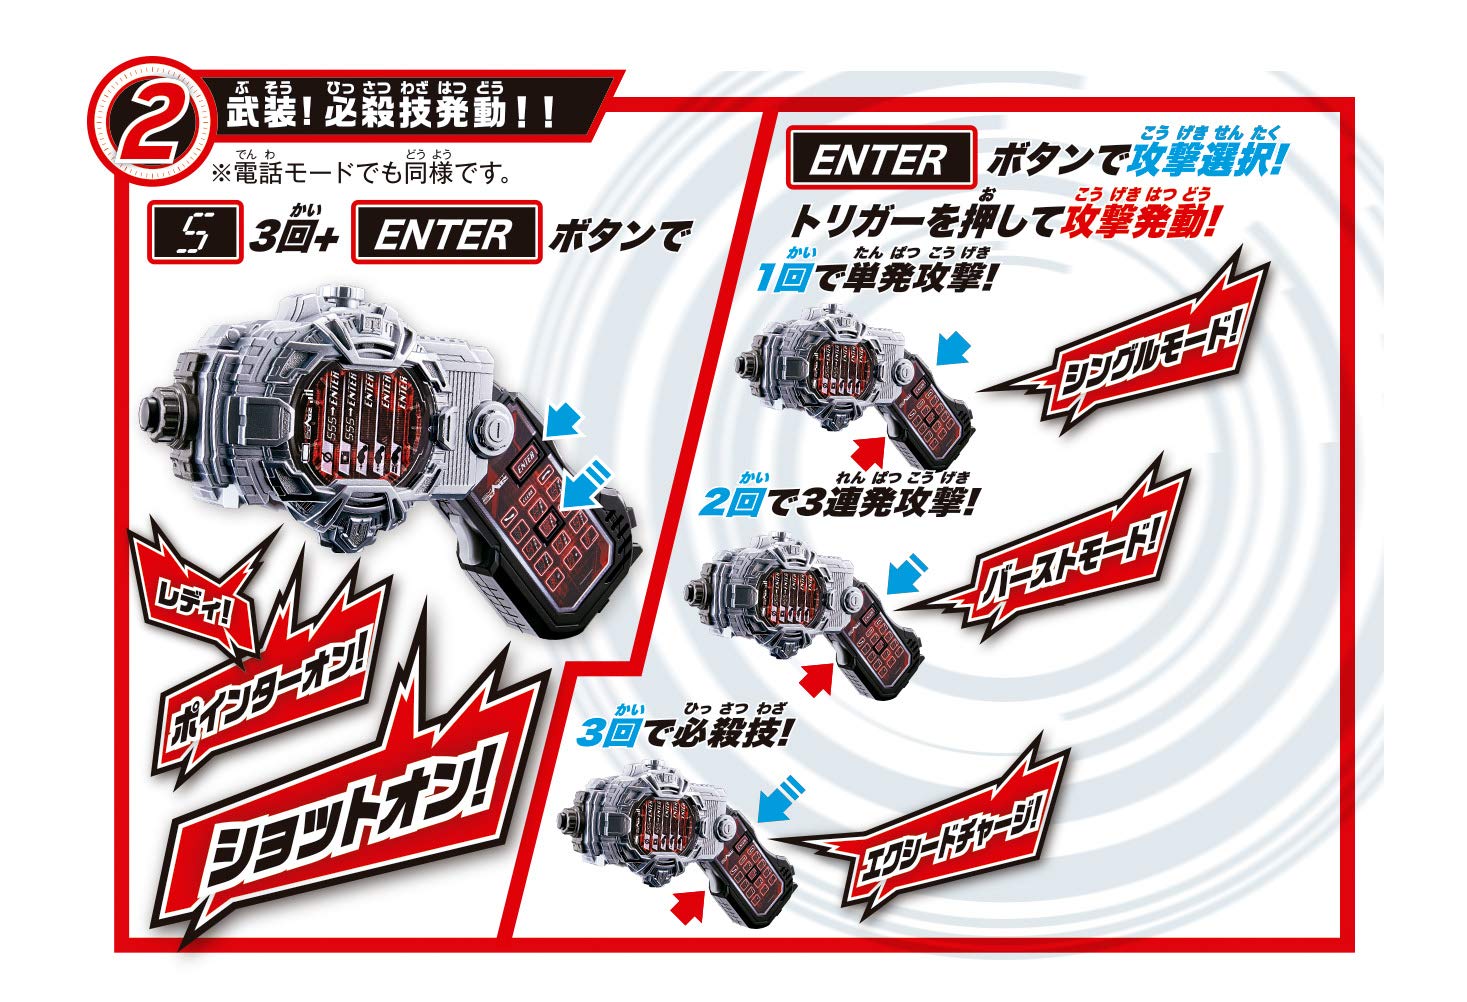 2
ぶそう ひっさつわざはつどう
武装！必殺技発動！！
でんわ どうよう
※電話モードでも同様です。
かい
5 3回+ ENTER ボタンで
レディ！
ポインターオン！
ショットオン！
こうげきせんたく
ENTER ボタンで攻撃選択！
お こうげきはつどう
トリガーを押して攻撃発動！
かい たんぱつこうげき
1回で単発攻撃！
シングルモード！
かい れんぱつこうげき
2回で3連発攻撃！
バーストモード！
かい ひっさつわざ
3回で必殺技！
エクシードチャージ！
555→ENTER
555→ENTER
ENTER
ENTER
ENTER
ENTER